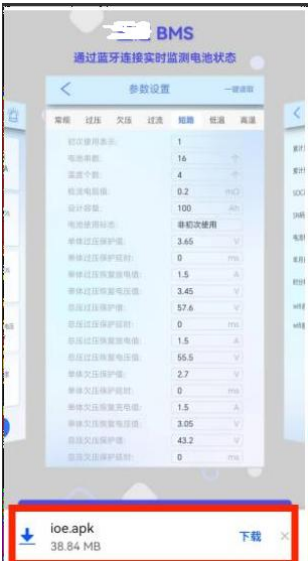 BMS
通过蓝牙连接实时监测电池状态
参数设置 一键读取
常规 过压 欠压 过流 短路 低温 高温
初次使用表示: 1
电池串数: 16 个
温度个数: 4 个
检流电阻值: 0.2 mΩ
设计容量: 100 Ah
电池使用标志: 非初次使用
单体过压保护值: 3.65 V
单体过压保护延时: 0 ms
单体过压恢复放电值: 1.5 A
单体过压恢复电压值: 3.45 V
总压过压保护值: 57.6 V
总压过压保护延时: 0 ms
总压过压恢复放电值: 1.5 A
总压过压恢复电压值: 55.5 V
单体欠压保护值: 2.7 V
单体欠压保护延时: 0 ms
单体欠压恢复充电值: 1.5 A
单体欠压恢复电压值: 3.05 V
总压欠压保护值: 43.2 V
总压欠压保护延时: 0 ms
ioe.apk 下载
38.84 MB